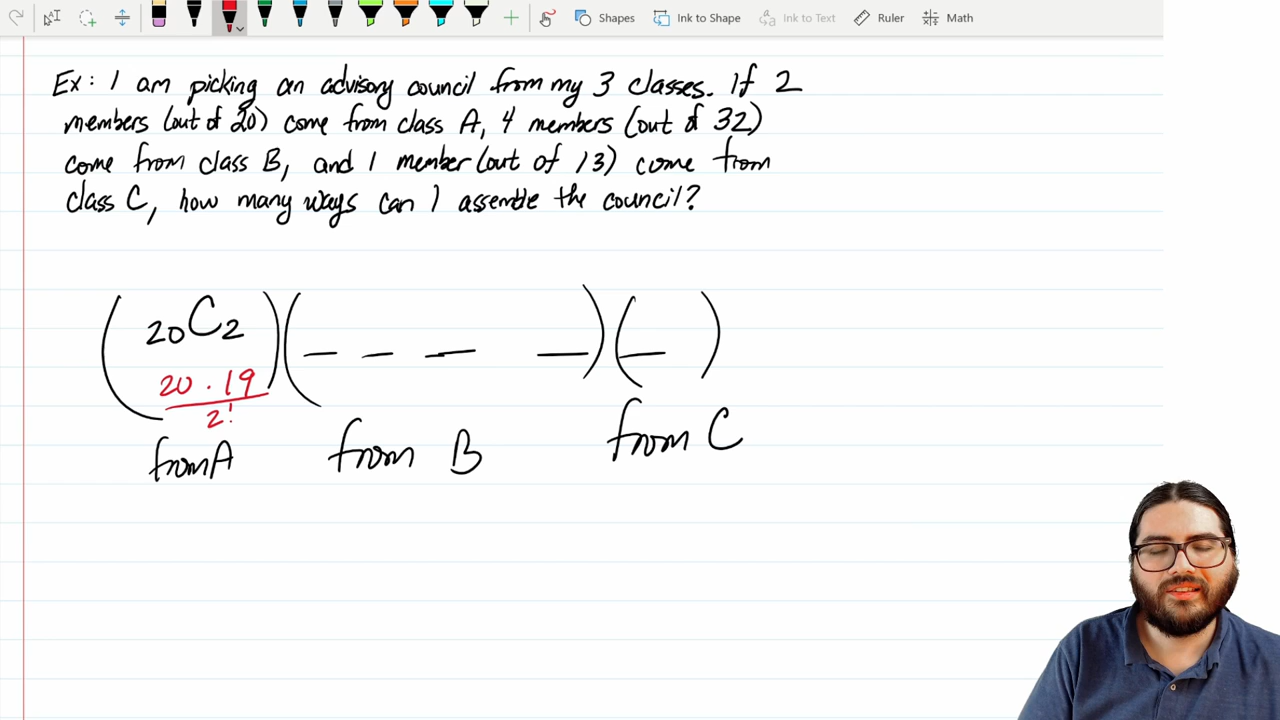 Shapes Ink to Shape Ink to Text Ruler Math
Ex: I am picking an advisory council from my 3 classes. If 2
members (out of 20) come from class A, 4 members (out of 32)
come from class B, and 1 member (out of 13) come from
class C, how many ways can I assemble the council?
( 20C2 ) ( _ _ _ _ ) ( _ )
20 · 19
2!
from A from B from C